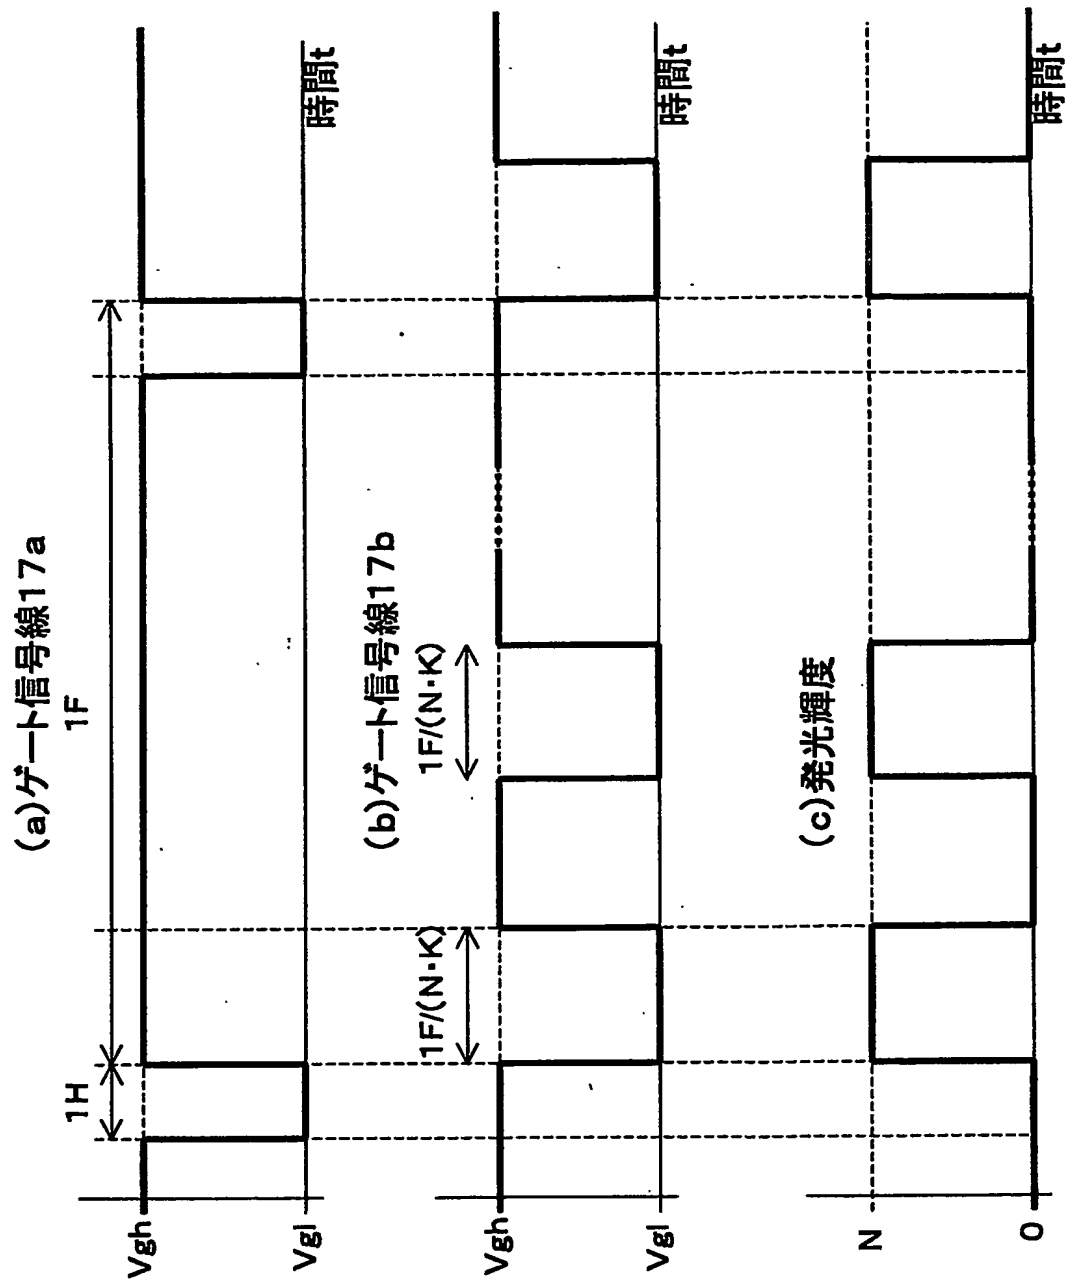 (a)ゲート信号線17a
1H
1F
Vgh
Vgl
時間t
(b)ゲート信号線17b
1F/(N·K)
1F/(N·K)
Vgh
Vgl
時間t
(c)発光輝度
N
0
時間t